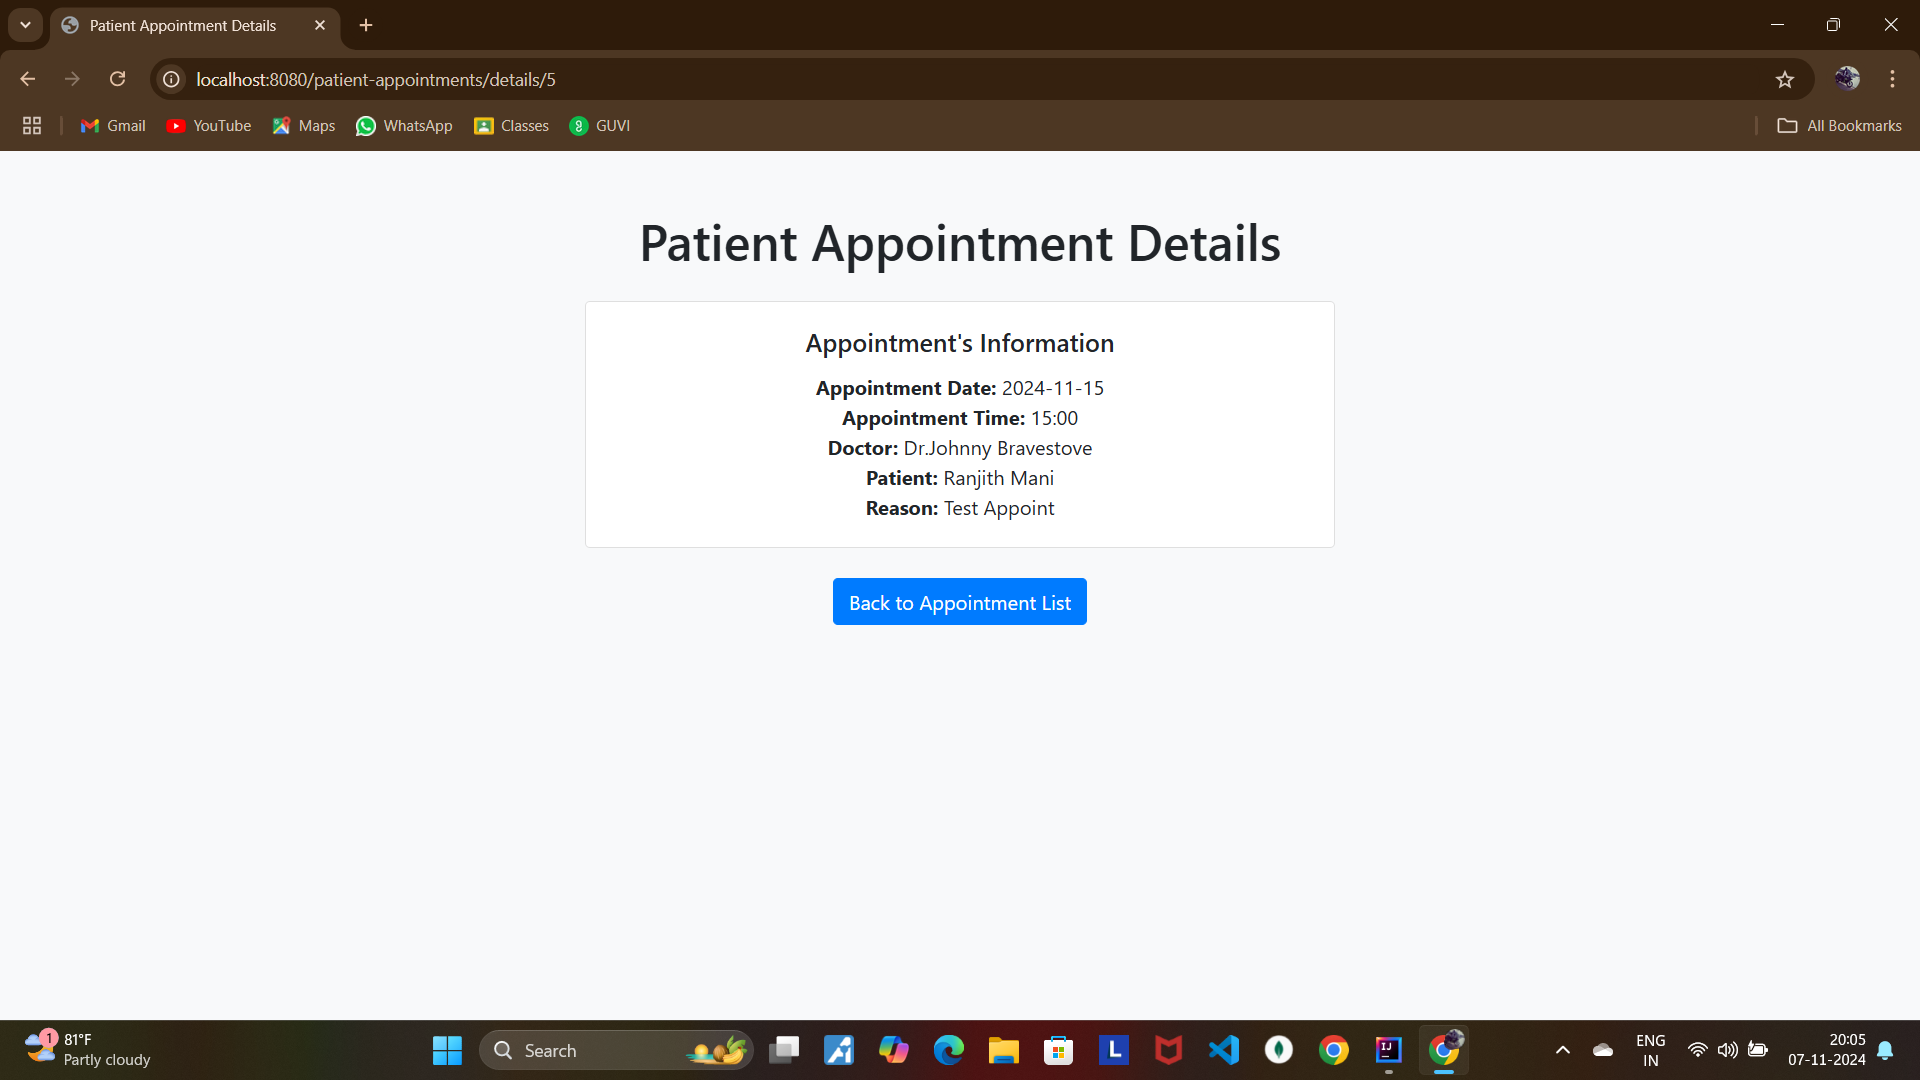 Patient Appointment Details
localhost:8080/patient-appointments/details/5
Gmail YouTube Maps WhatsApp Classes GUVI All Bookmarks
Patient Appointment Details
Appointment's Information
Appointment Date: 2024-11-15
Appointment Time: 15:00
Doctor: Dr.Johnny Bravestove
Patient: Ranjith Mani
Reason: Test Appoint
Back to Appointment List
1
81°F
Partly cloudy
Search
L
IJ
ENG
IN
20:05
07-11-2024